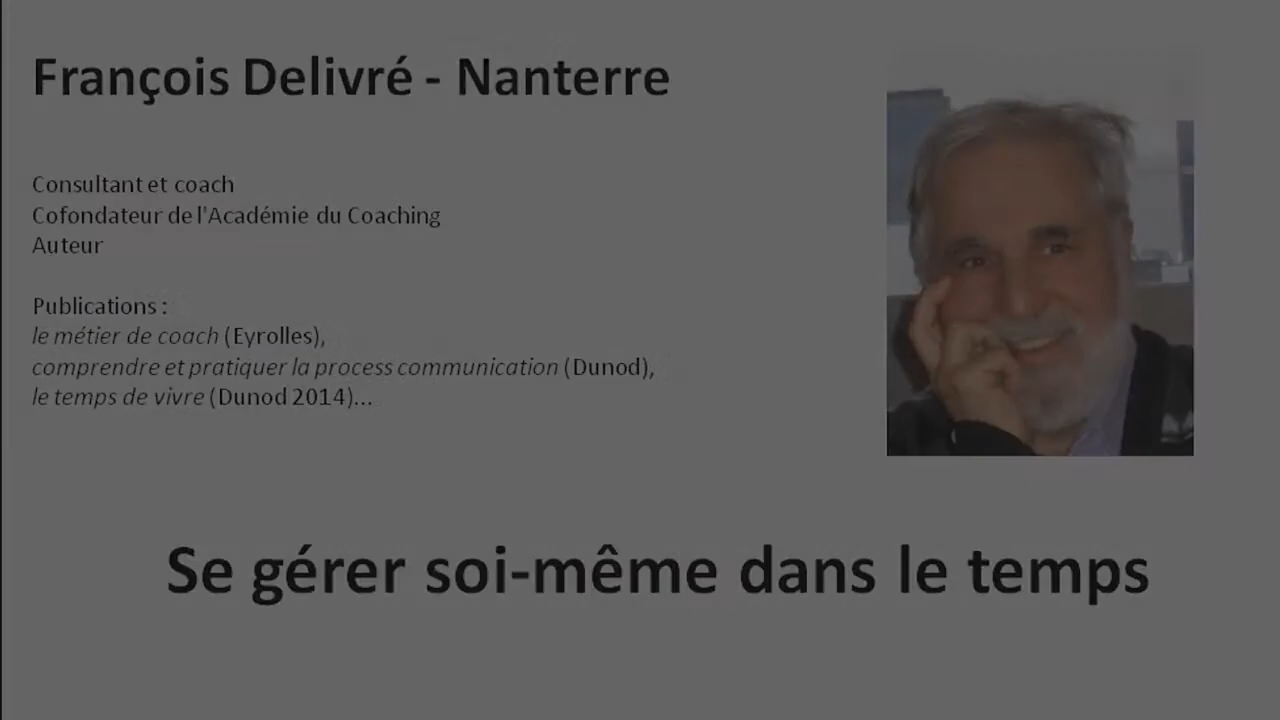 François Delivré - Nanterre
Consultant et coach
Cofondateur de l'Académie du Coaching
Auteur
Publications :
le métier de coach (Eyrolles),
comprendre et pratiquer la process communication (Dunod),
le temps de vivre (Dunod 2014)...
Se gérer soi-même dans le temps